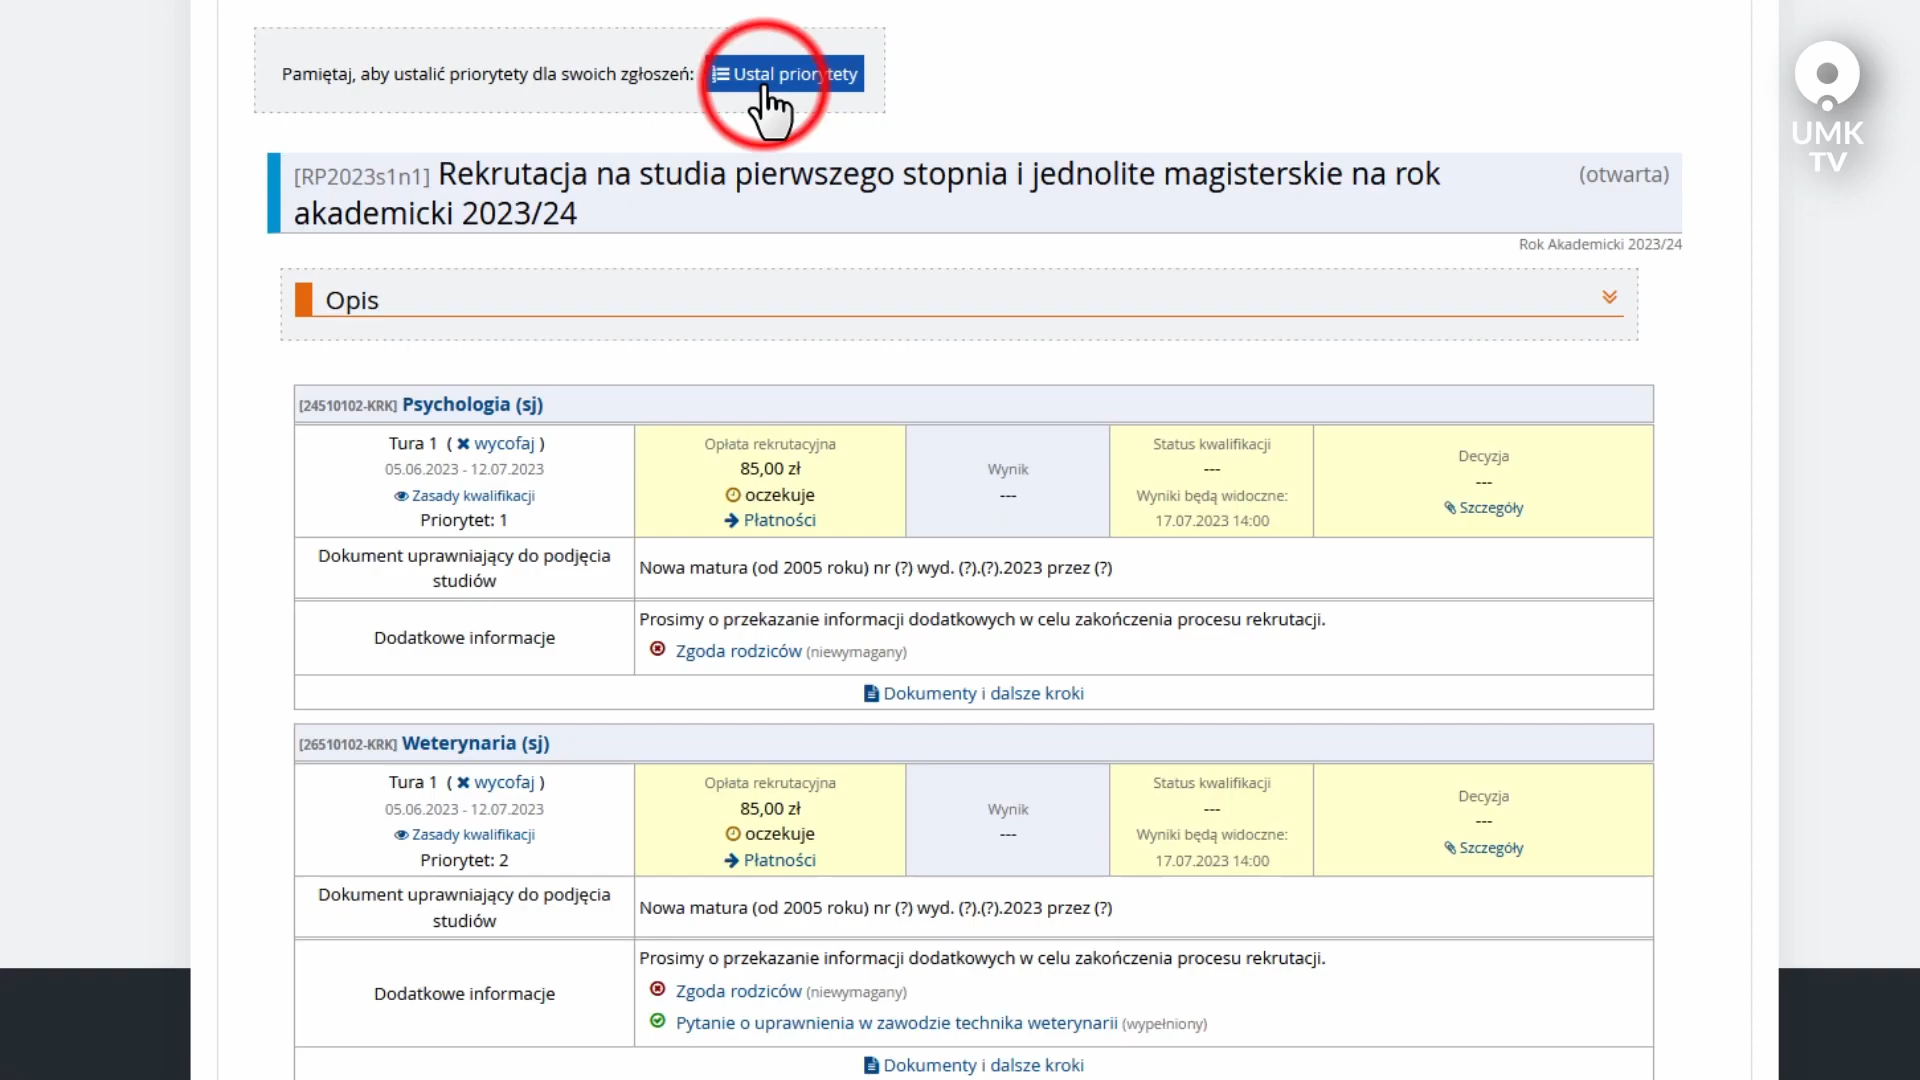 Pamiętaj, aby ustalić priorytety dla swoich zgłoszeń: Ustal priorytety
UMK
TV
[RP2023s1n1] Rekrutacja na studia pierwszego stopnia i jednolite magisterskie na rok
akademicki 2023/24
(otwarta)
Rok Akademicki 2023/24
Opis
[24510102-KRK] Psychologia (sj)
Tura 1 ( wycofaj )
05.06.2023 - 12.07.2023
Zasady kwalifikacji
Priorytet: 1
Opłata rekrutacyjna
85,00 zł
oczekuje
Płatności
Wynik
---
Status kwalifikacji
---
Wyniki będą widoczne:
17.07.2023 14:00
Decyzja
---
Szczegóły
Dokument uprawniający do podjęcia
studiów
Nowa matura (od 2005 roku) nr (?) wyd. (?).(?).2023 przez (?)
Dodatkowe informacje
Prosimy o przekazanie informacji dodatkowych w celu zakończenia procesu rekrutacji.
Zgoda rodziców (niewymagany)
Dokumenty i dalsze kroki
[26510102-KRK] Weterynaria (sj)
Tura 1 ( wycofaj )
05.06.2023 - 12.07.2023
Zasady kwalifikacji
Priorytet: 2
Opłata rekrutacyjna
85,00 zł
oczekuje
Płatności
Wynik
---
Status kwalifikacji
---
Wyniki będą widoczne:
17.07.2023 14:00
Decyzja
---
Szczegóły
Dokument uprawniający do podjęcia
studiów
Nowa matura (od 2005 roku) nr (?) wyd. (?).(?).2023 przez (?)
Dodatkowe informacje
Prosimy o przekazanie informacji dodatkowych w celu zakończenia procesu rekrutacji.
Zgoda rodziców (niewymagany)
Pytanie o uprawnienia w zawodzie technika weterynarii (wypełniony)
Dokumenty i dalsze kroki